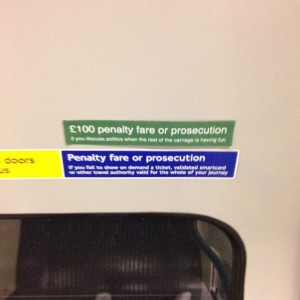 £100 penalty fare or prosecution
If you discuss politics when the rest of the carriage is having fun
doors
us
Penalty fare or prosecution
If you fail to show on demand a ticket, validated smartcard
or other travel authority valid for the whole of your journey